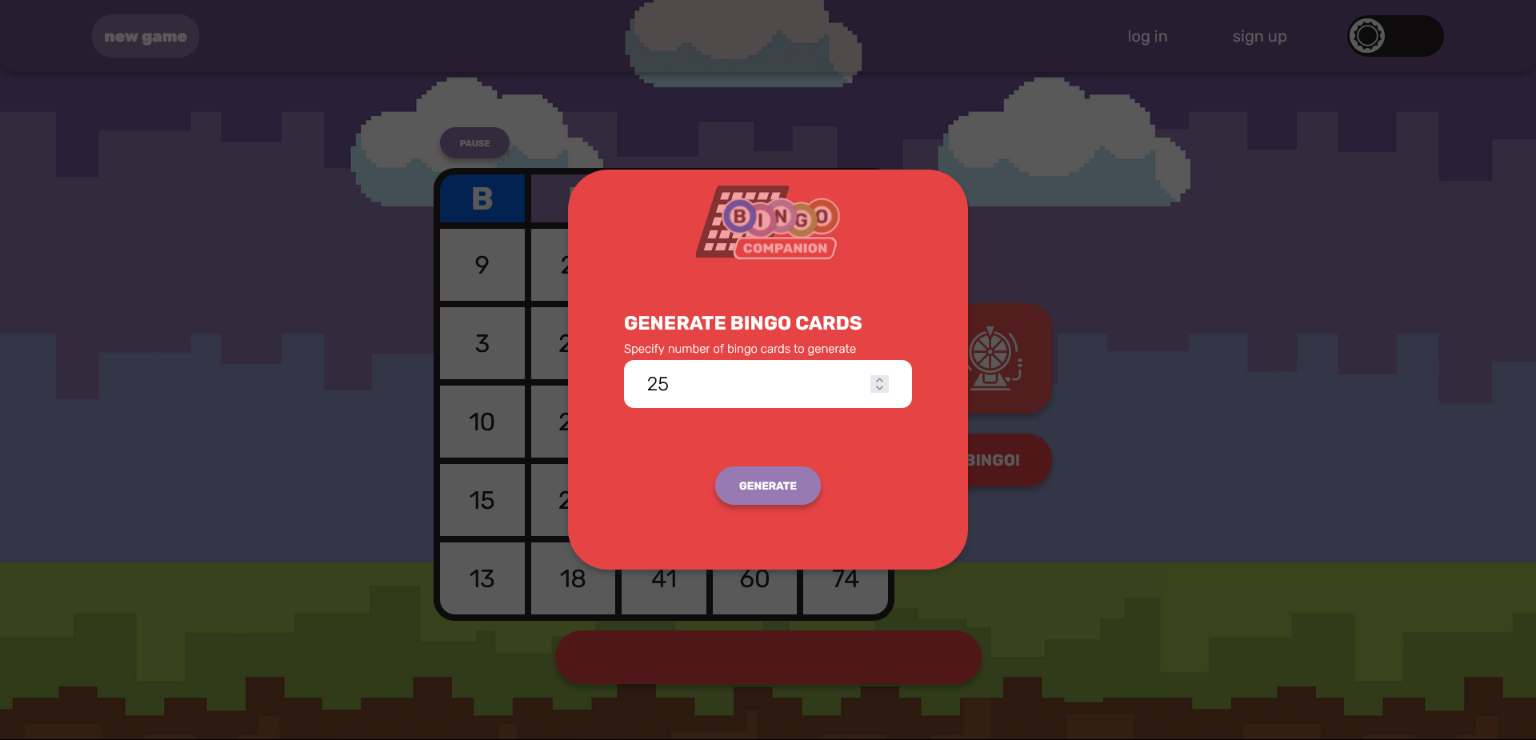 new game
log in
sign up
PAUSE
B
BINGO
COMPANION
9
3
10
15
GENERATE BINGO CARDS
Specify number of bingo cards to generate
25
GENERATE
BINGO!
13 18 41 60 74